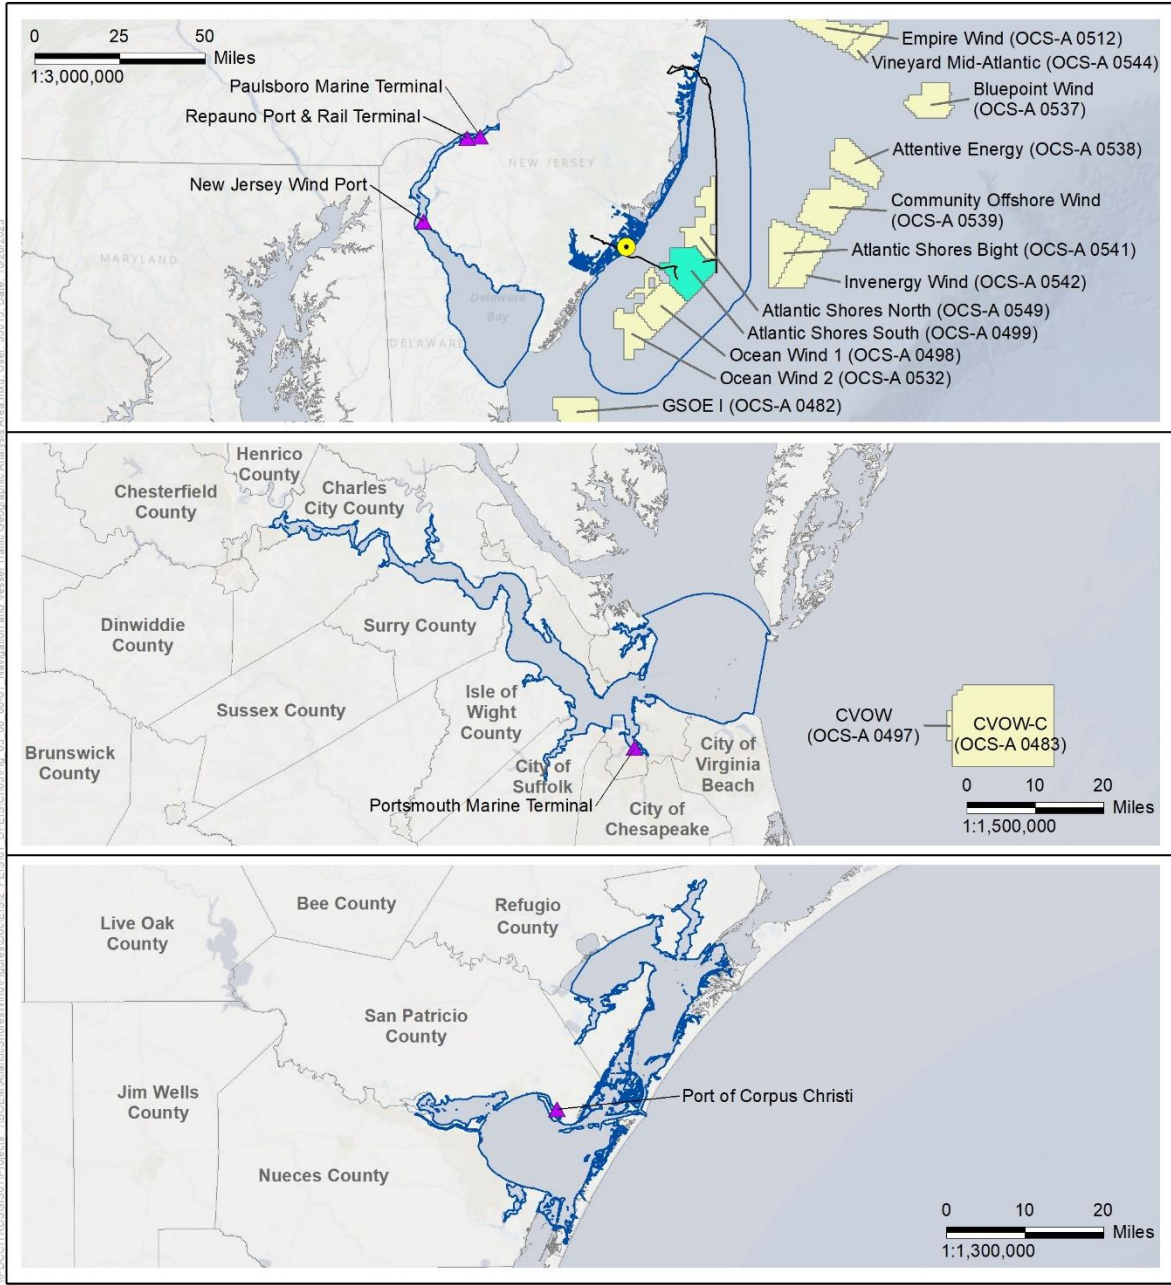 0 25 50
Miles
1:3,000,000
Paulsboro Marine Terminal
Repauno Port & Rail Terminal
New Jersey Wind Port
NEW JERSEY
MARYLAND
Delaware
Bay
DELAWARE
Empire Wind (OCS-A 0512)
Vineyard Mid-Atlantic (OCS-A 0544)
Bluepoint Wind
(OCS-A 0537)
Attentive Energy (OCS-A 0538)
Community Offshore Wind
(OCS-A 0539)
Atlantic Shores Bight (OCS-A 0541)
Invenergy Wind (OCS-A 0542)
Atlantic Shores North (OCS-A 0549)
Atlantic Shores South (OCS-A 0499)
Ocean Wind 1 (OCS-A 0498)
Ocean Wind 2 (OCS-A 0532)
GSOE I (OCS-A 0482)
Henrico
County
Chesterfield
County
Charles
City County
Dinwiddie
County
Surry County
Sussex County
Isle of
Wight
County
Brunswick
County
City of
Suffolk
City of
Virginia
Beach
Portsmouth Marine Terminal
City of
Chesapeake
CVOW
(OCS-A 0497)
CVOW-C
(OCS-A 0483)
0 10 20
Miles
1:1,500,000
Live Oak
County
Bee County
Refugio
County
San Patricio
County
Jim Wells
County
Port of Corpus Christi
Nueces County
0 10 20
Miles
1:1,300,000